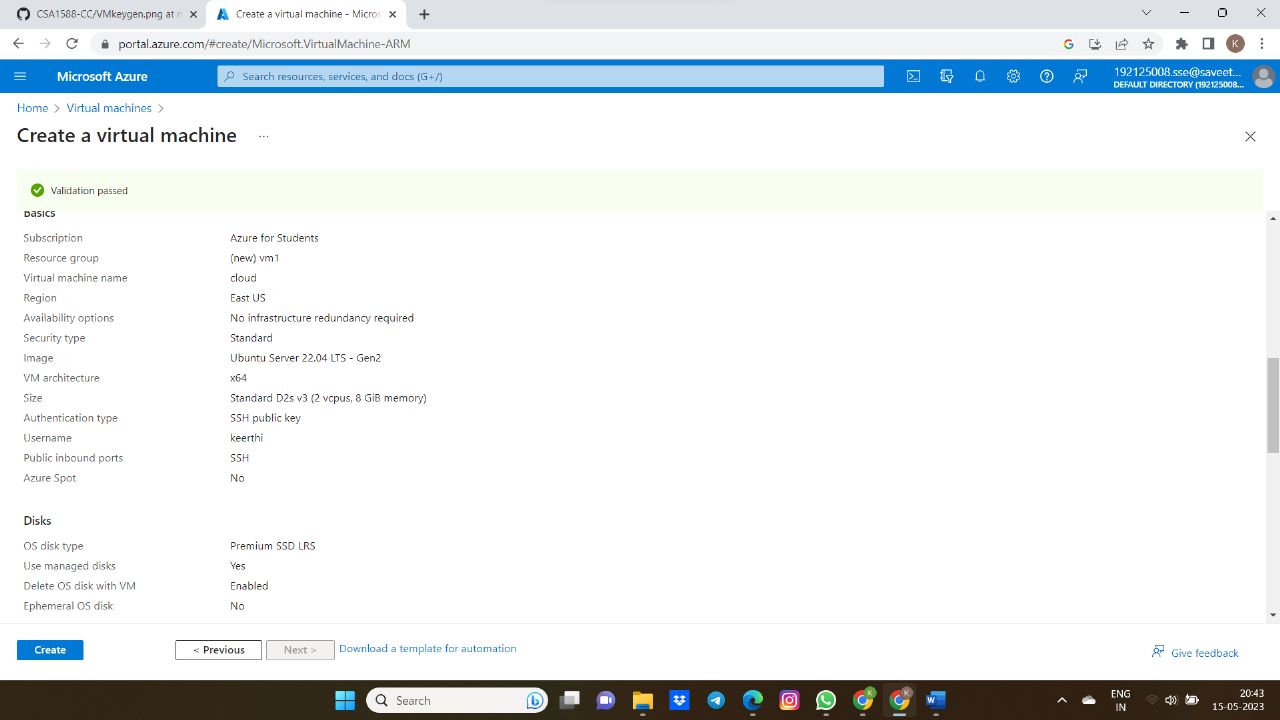 CSA1588-CC/VMkeygen.png at m
Create a virtual machine - Micros
portal.azure.com/#create/Microsoft.VirtualMachine-ARM
G
K
Microsoft Azure
Search resources, services, and docs (G+/)
192125008.sse@saveet...
DEFAULT DIRECTORY (192125008...
Home > Virtual machines >
Create a virtual machine ...
Validation passed
Basics
Subscription Azure for Students
Resource group (new) vm1
Virtual machine name cloud
Region East US
Availability options No infrastructure redundancy required
Security type Standard
Image Ubuntu Server 22.04 LTS - Gen2
VM architecture x64
Size Standard D2s v3 (2 vcpus, 8 GiB memory)
Authentication type SSH public key
Username keerthi
Public inbound ports SSH
Azure Spot No
Disks
OS disk type Premium SSD LRS
Use managed disks Yes
Delete OS disk with VM Enabled
Ephemeral OS disk No
Create
< Previous
Next >
Download a template for automation
Give feedback
Search
ENG
IN
20:43
15-05-2023